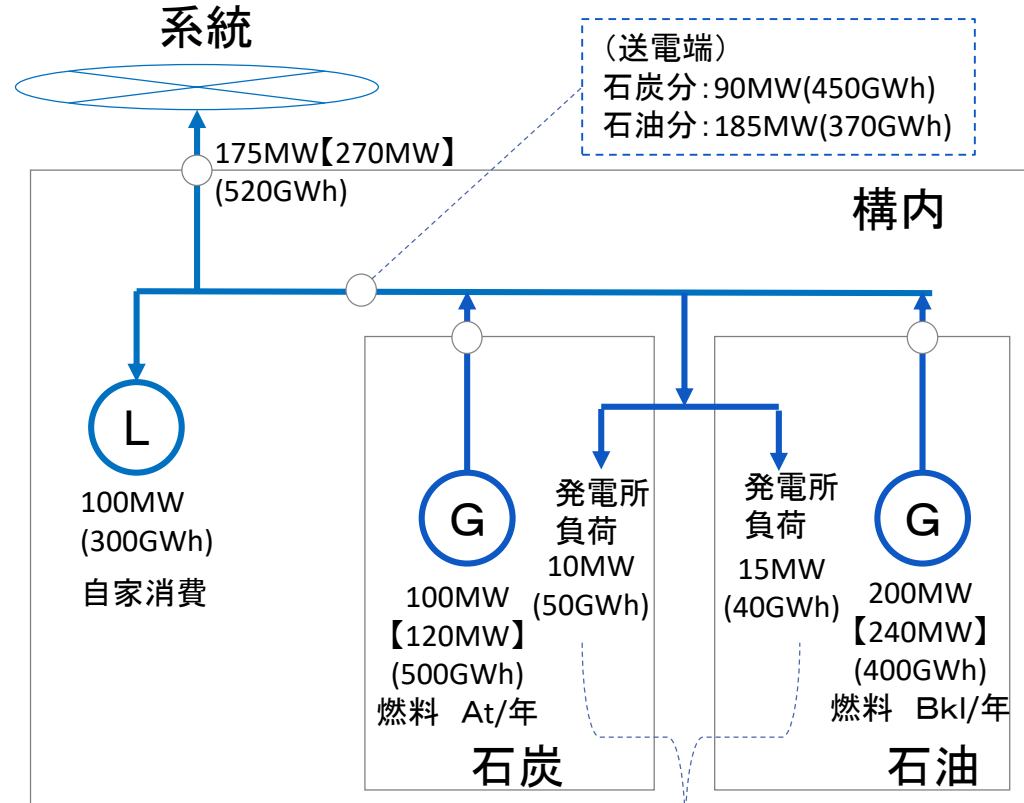 系統
(送電端)
石炭分:90MW(450GWh)
石油分:185MW(370GWh)
175MW【270MW】
(520GWh)
構内
L
100MW
(300GWh)
自家消費
G
100MW
【120MW】
(500GWh)
燃料 At/年
石炭
発電所
負荷
10MW
(50GWh)
発電所
負荷
15MW
(40GWh)
G
200MW
【240MW】
(400GWh)
燃料 Bkl/年
石油